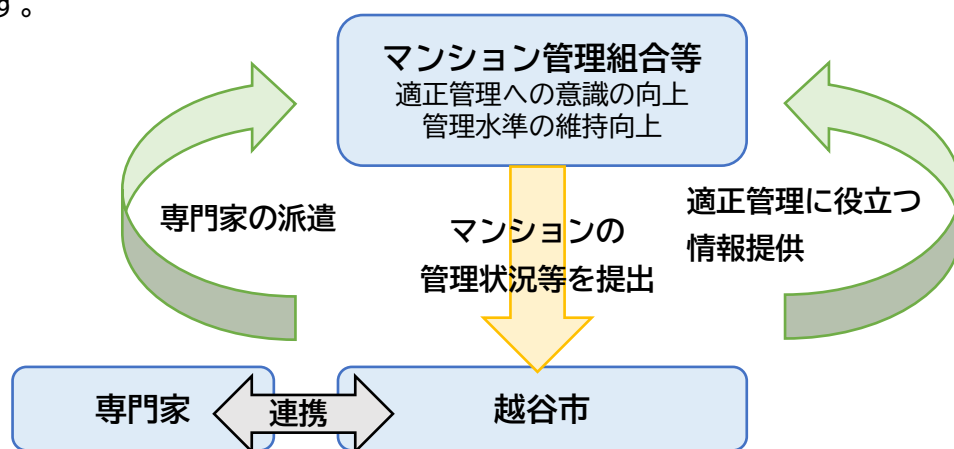 す。
マンション管理組合等
適正管理への意識の向上
管理水準の維持向上
専門家の派遣
マンションの
管理状況等を提出
適正管理に役立つ
情報提供
専門家
連携
越谷市